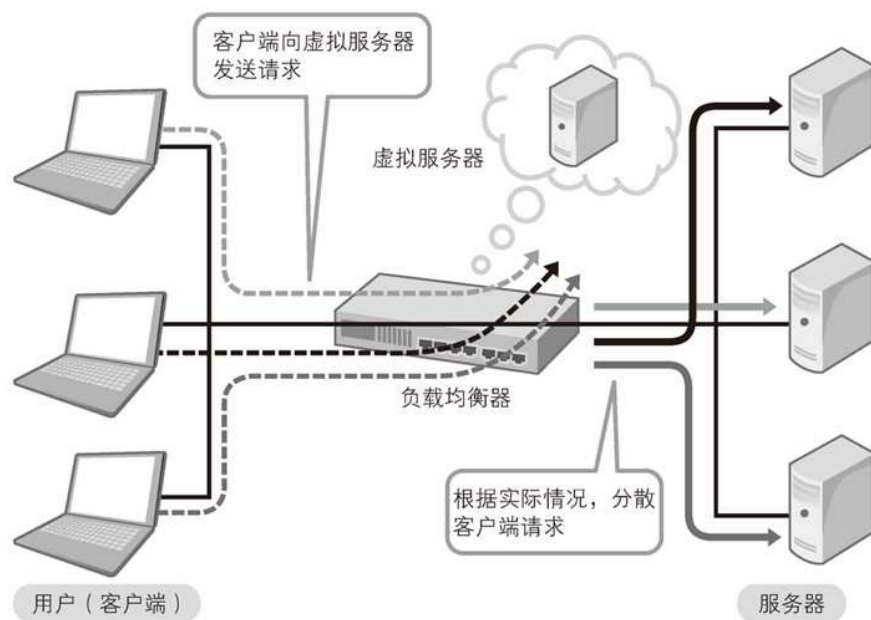 客户端向虚拟服务器
发送请求
虚拟服务器
负载均衡器
根据实际情况，分散
客户端请求
用户（客户端）
服务器